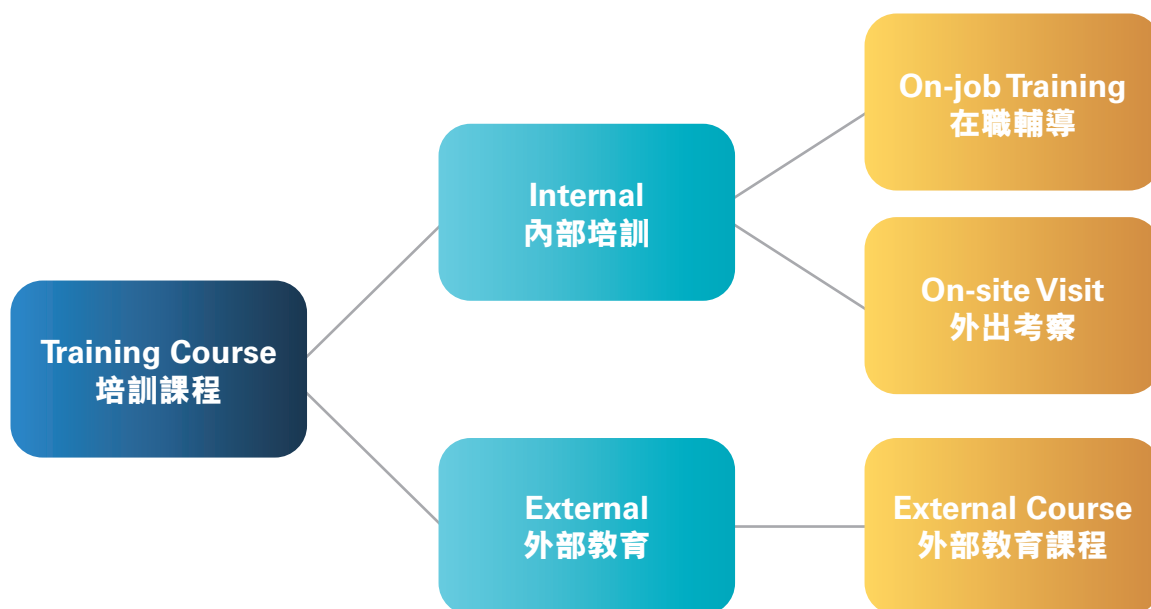 Training Course
培訓課程
Internal
內部培訓
On-job Training
在職輔導
On-site Visit
外出考察
External
外部教育
External Course
外部教育課程